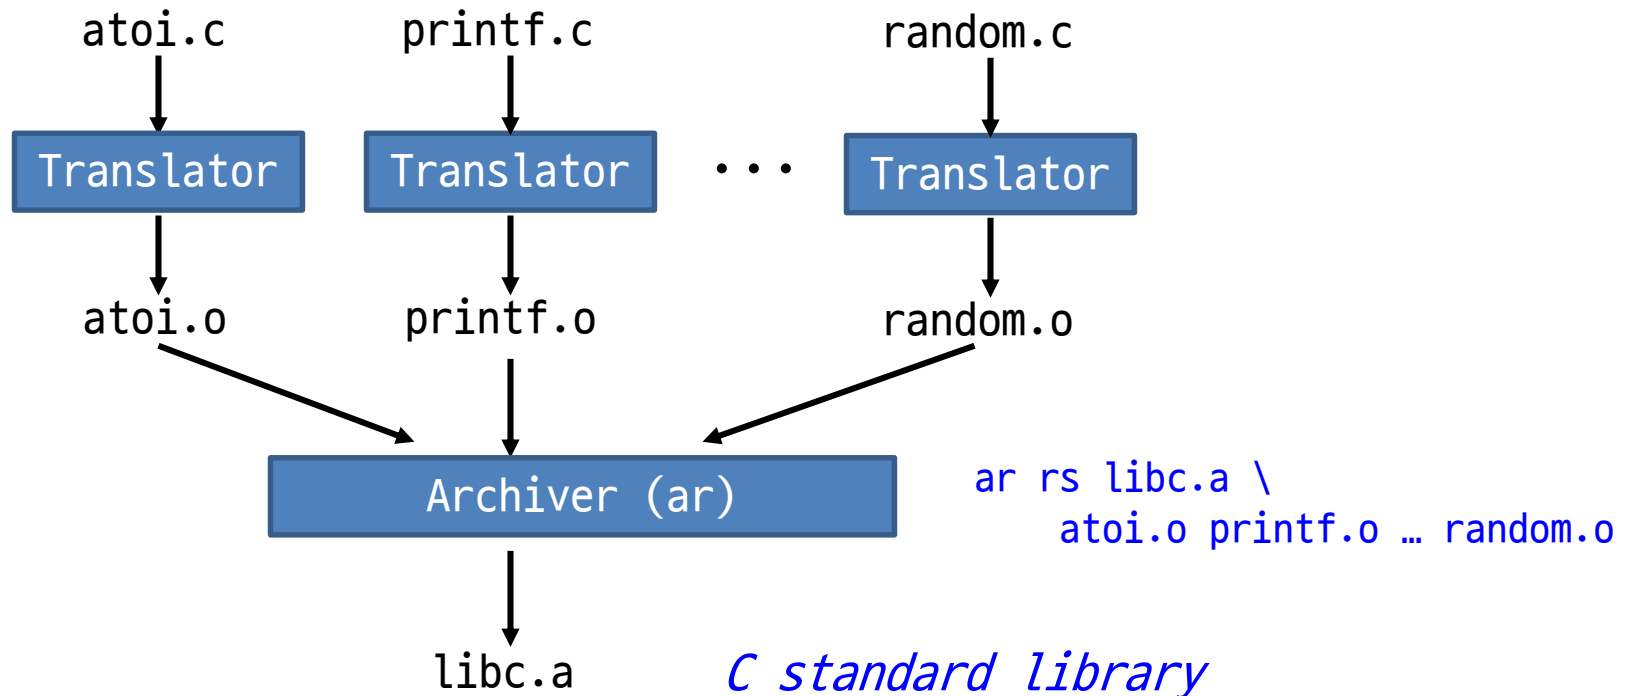 atoi.c printf.c random.c
Translator Translator ... Translator
atoi.o printf.o random.o
Archiver (ar)
ar rs libc.a \
atoi.o printf.o … random.o
libc.a
C standard library